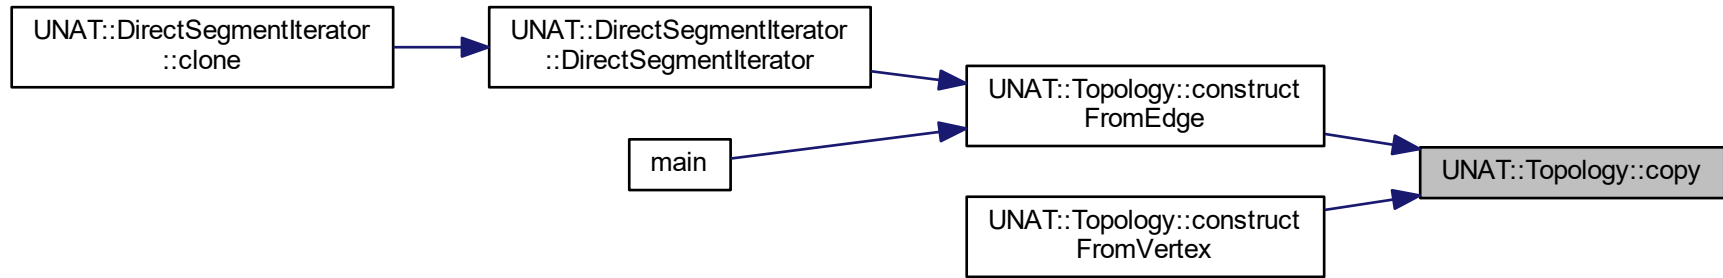 UNAT::DirectSegmentIterator
::clone
UNAT::DirectSegmentIterator
::DirectSegmentIterator
UNAT::Topology::construct
FromEdge
main
UNAT::Topology::copy
UNAT::Topology::construct
FromVertex